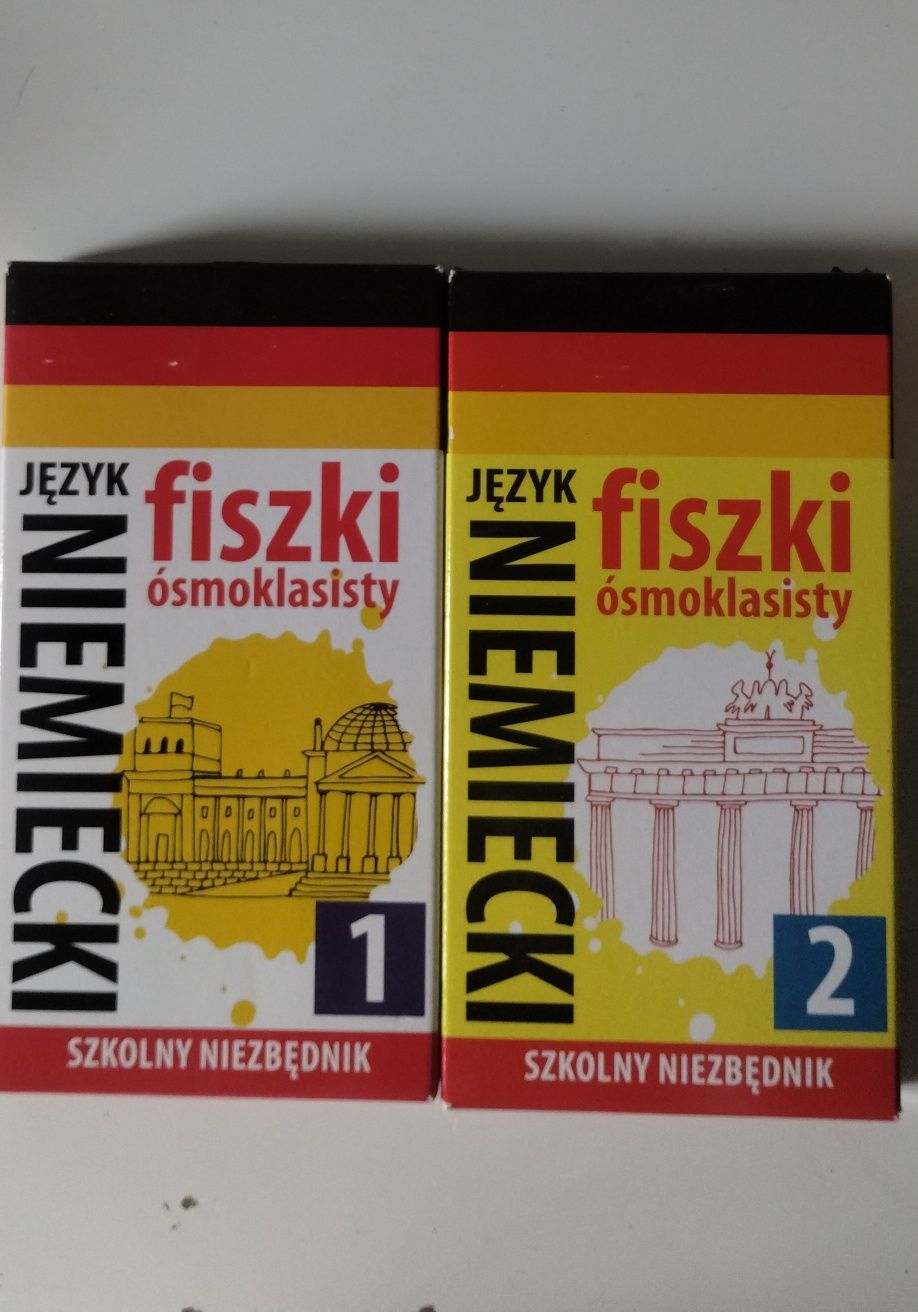 JĘZYK
NIEMIECKI
fiszki
ósmoklasisty
1
SZKOLNY NIEZBĘDNIK
JĘZYK
NIEMIECKI
fiszki
ósmoklasisty
2
SZKOLNY NIEZBĘDNIK